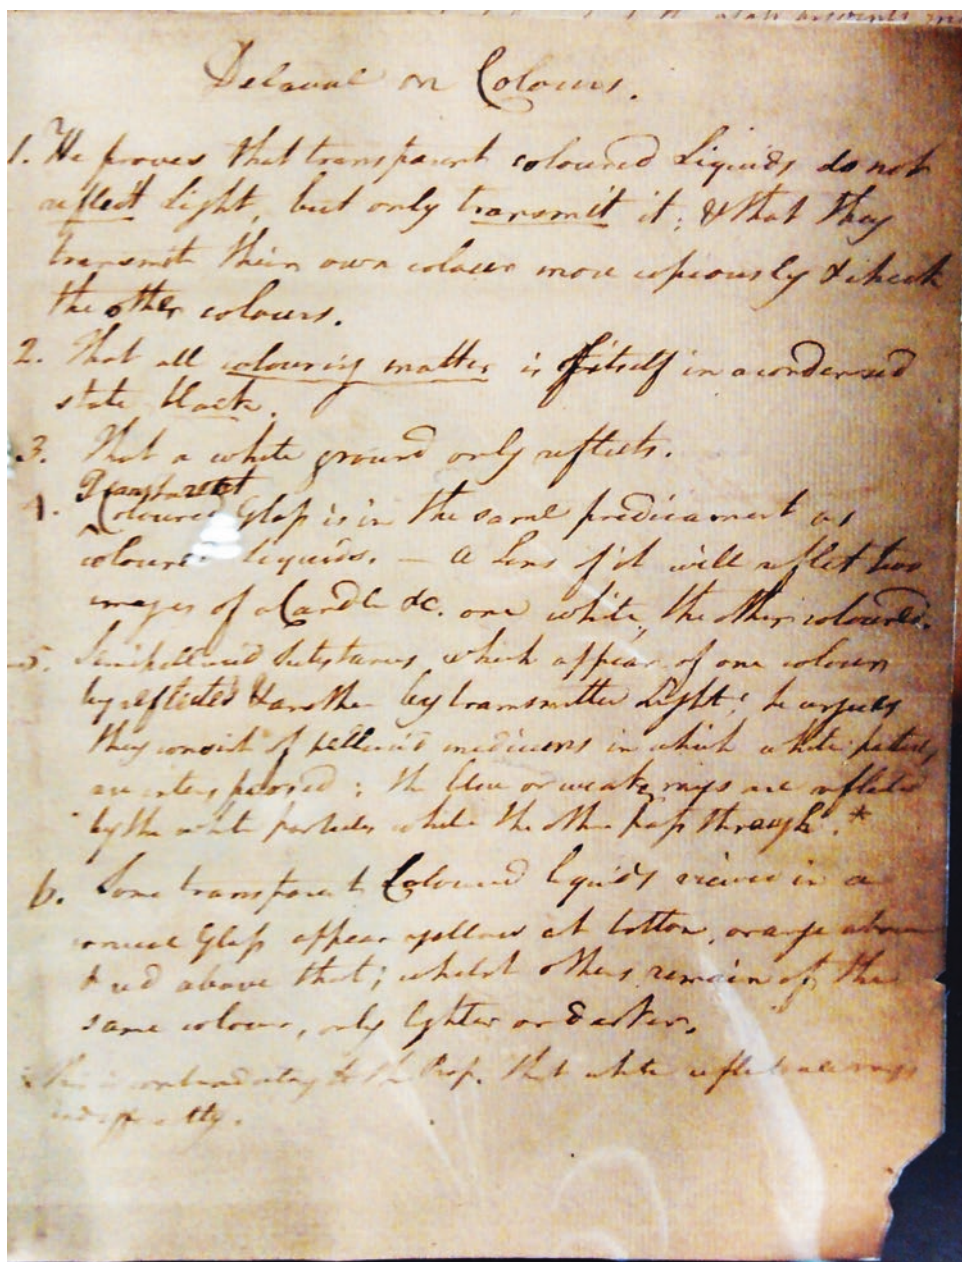 Delaval on Colours.
1. He proves that transparent coloured Liquids do not
reflect Light, but only transmit it; & that they
transmit their own colour more copiously & check
the other colours.
2. That all colouring matter is of itself in a condensed
state black.
3. That a white ground only reflects.
Transparent
4. Coloured Glass is in the same predicament as
coloured liquids. — A Lens of it will reflect two
images of a Candle &c. one white, the other coloured.
5. Semipellucid Substances, which appear of one colour
by reflected & another by transmitted Light; he argues
they consist of pellucid mediums in which white particles
are interspersed; the blue or weaker rays are reflected
by the white particles while the other pass through. *
6. Some transparent Coloured liquids viewed in a
conical Glass appear yellow at bottom, orange above
& red above that; whilst others remain of the
same colour, only lighter or darker.
This is contradictory to the Prop. that white reflects all rays
indifferently.